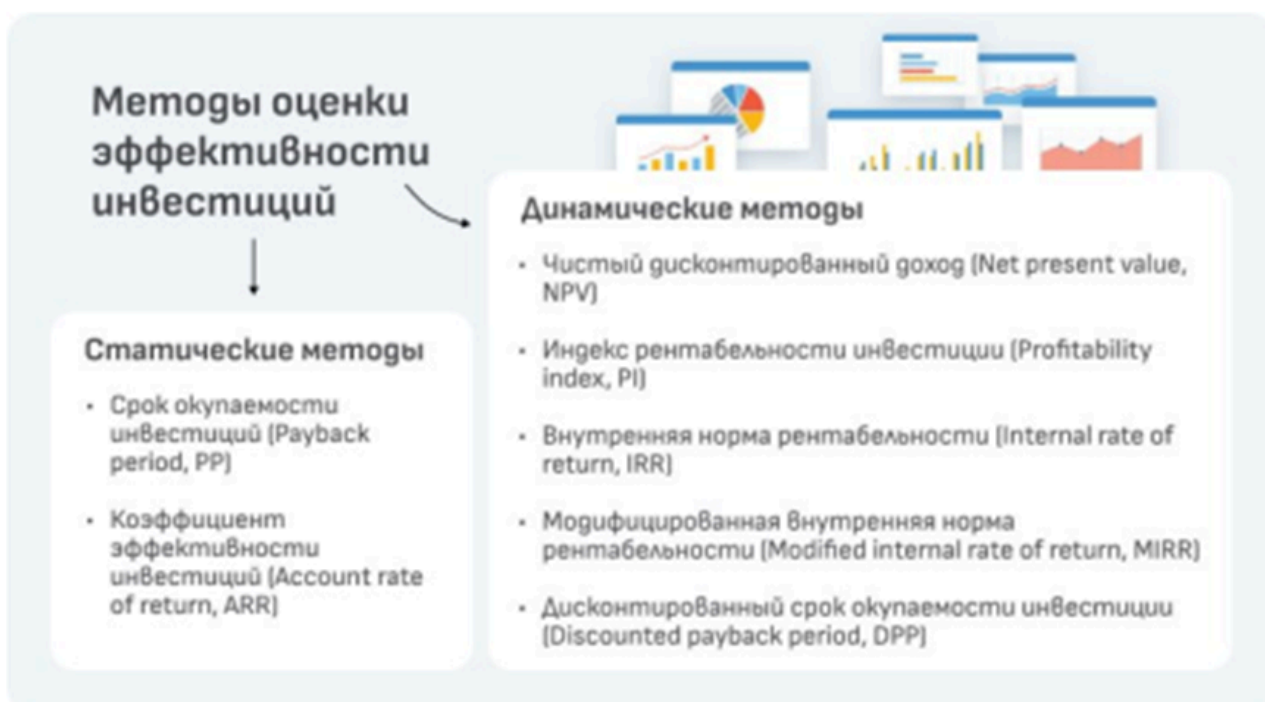 Методы оценки
эффективности
инвестиций
Статические методы
• Срок окупаемости
инвестиций (Payback
period, PP)
• Коэффициент
эффективности
инвестиций (Account rate
of return, ARR)
Динамические методы
• Чистый дисконтированный доход (Net present value,
NPV)
• Индекс рентабельности инвестиции (Profitability
index, PI)
• Внутренняя норма рентабельности (Internal rate of
return, IRR)
• Модифицированная внутренняя норма
рентабельности (Modified internal rate of return, MIRR)
• Дисконтированный срок окупаемости инвестиции
(Discounted payback period, DPP)